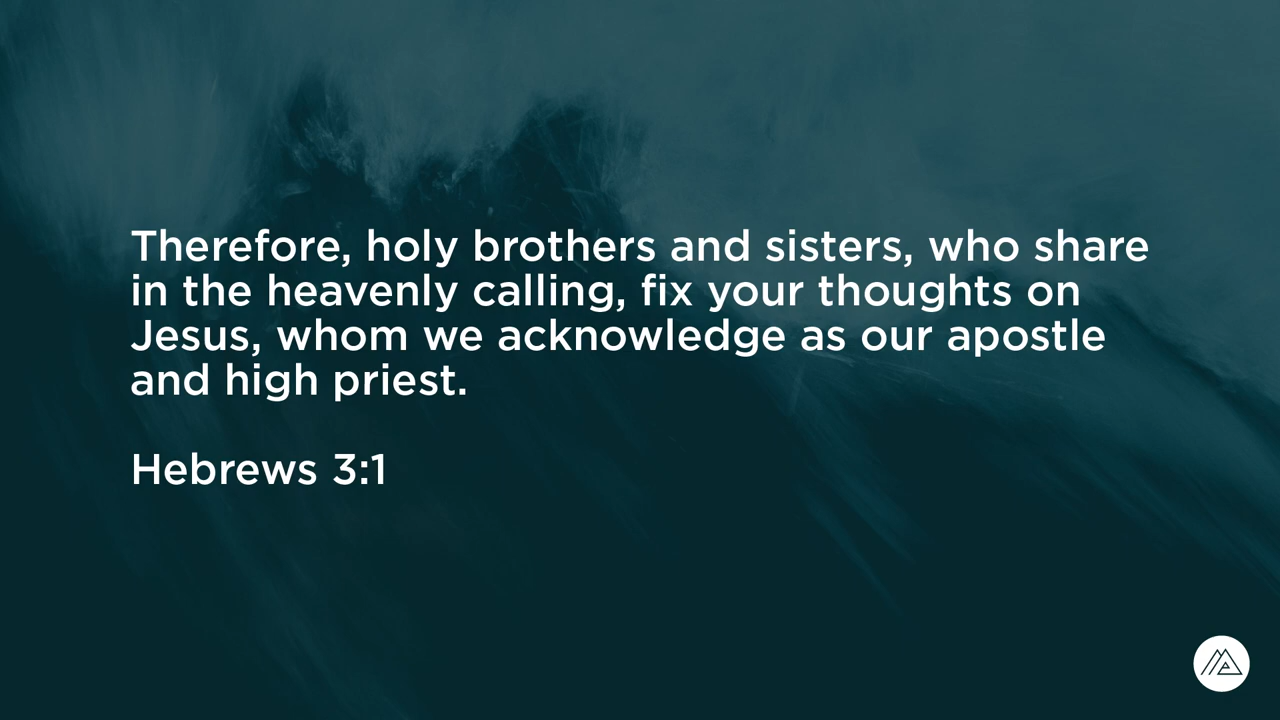 Therefore, holy brothers and sisters, who share
in the heavenly calling, fix your thoughts on
Jesus, whom we acknowledge as our apostle
and high priest.
Hebrews 3:1